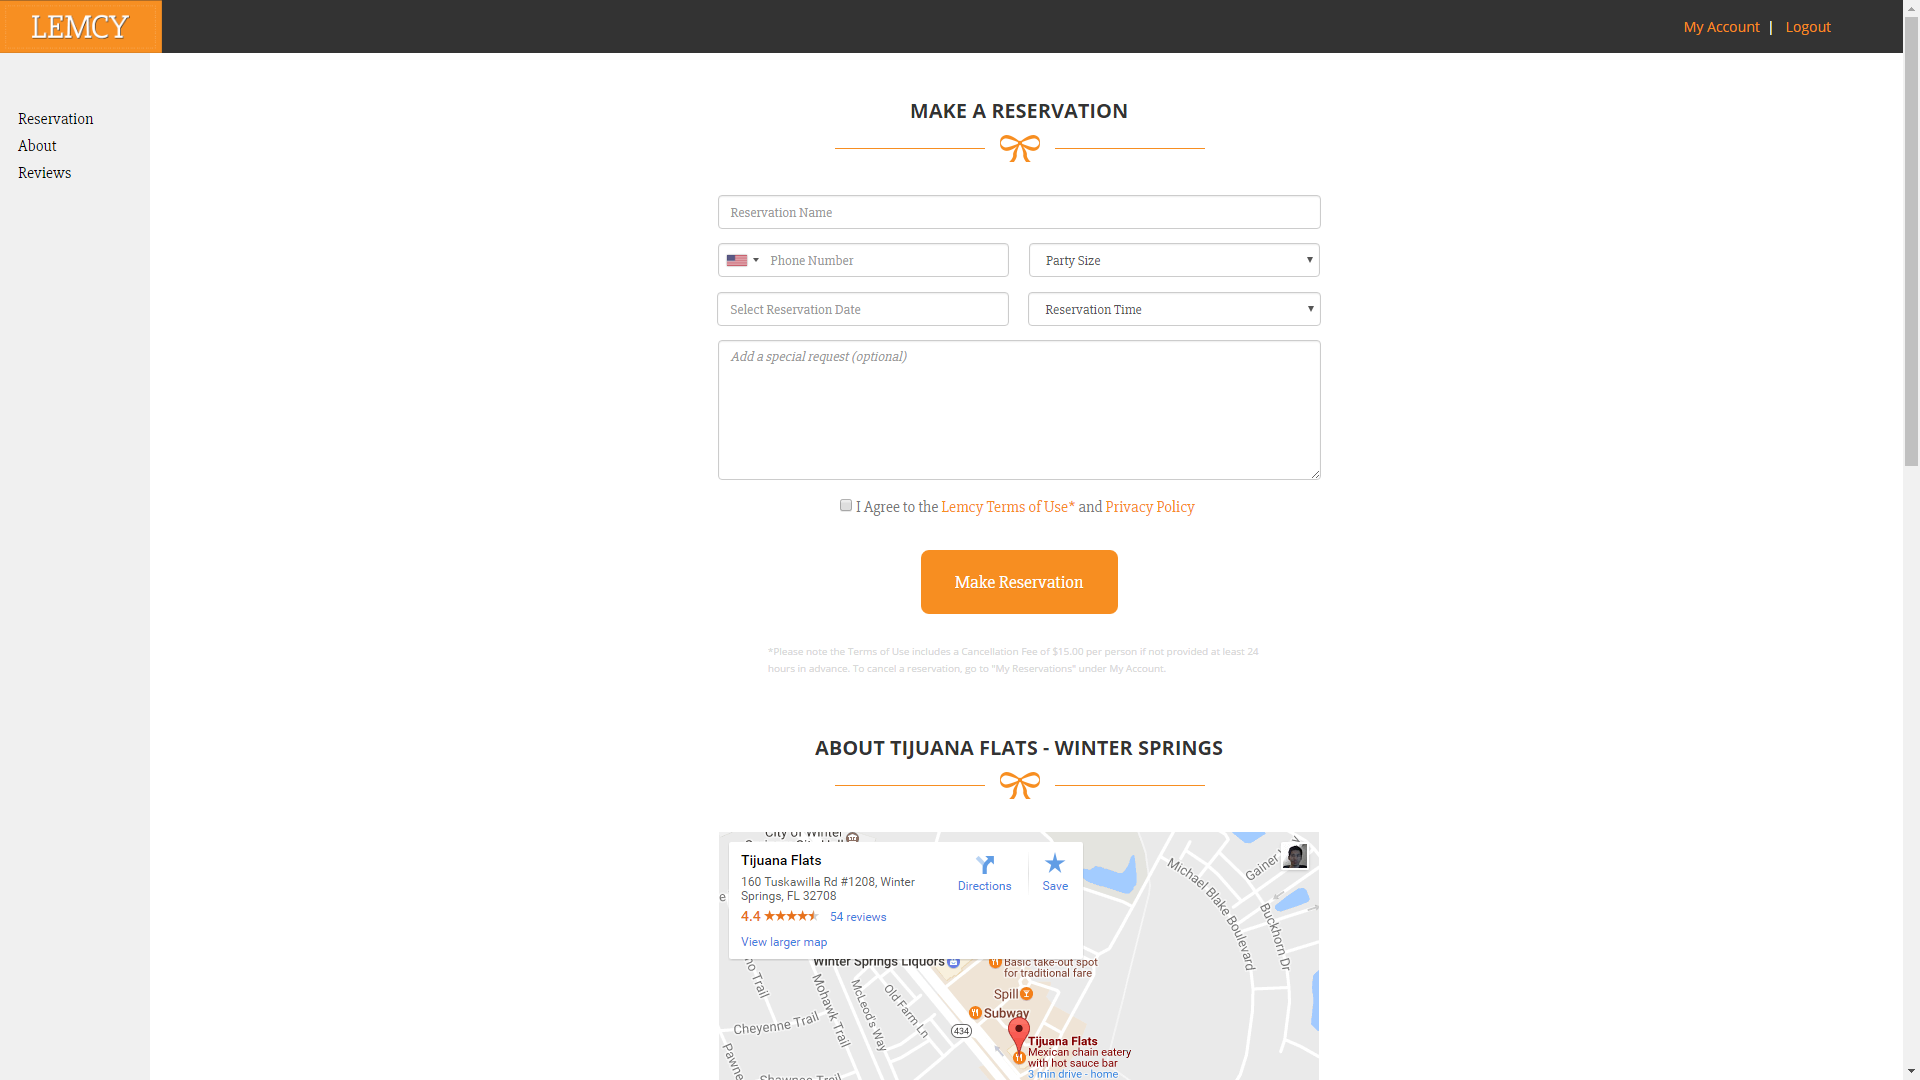 LEMCY
My Account | Logout
Reservation
About
Reviews
MAKE A RESERVATION
Reservation Name
Phone Number
Party Size
Select Reservation Date
Reservation Time
Add a special request (optional)
I Agree to the Lemcy Terms of Use* and Privacy Policy
Make Reservation
*Please note the Terms of Use includes a Cancellation Fee of $15.00 per person if not provided at least 24
hours in advance. To cancel a reservation, go to "My Reservations" under My Account.
ABOUT TIJUANA FLATS - WINTER SPRINGS
City of Winter
Tijuana Flats
160 Tuskawilla Rd #1208, Winter
Springs, FL 32708
4.4
54 reviews
View larger map
Directions
Save
Michael Blake Boulevard
Buckhorn Dr
Winter Springs Liquors
Basic take-out spot
for traditional fare
Spill
Subway
434
Mohawk Trail
McLeod's Way
Old Farm Ln
Cheyenne Trail
Tijuana Flats
Mexican chain eatery
with hot sauce bar
3 min drive - home